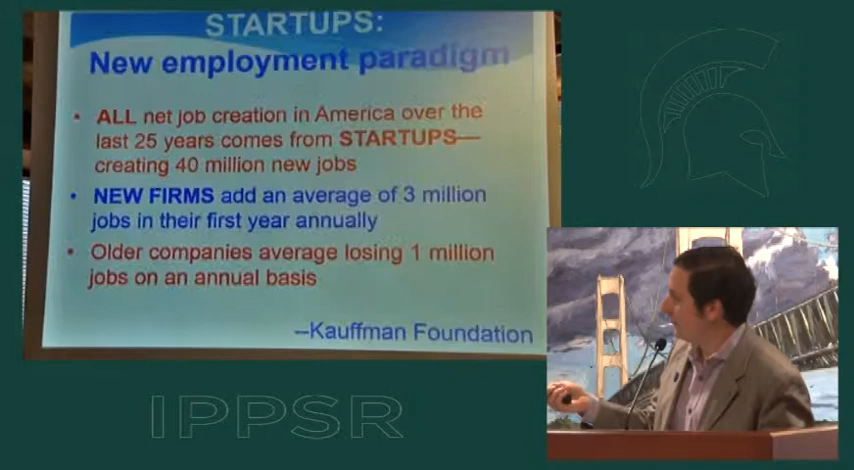 STARTUPS:
New employment paradigm
• ALL net job creation in America over the
last 25 years comes from STARTUPS—
creating 40 million new jobs
• NEW FIRMS add an average of 3 million
jobs in their first year annually
• Older companies average losing 1 million
jobs on an annual basis
–Kauffman Foundation
IPPSR